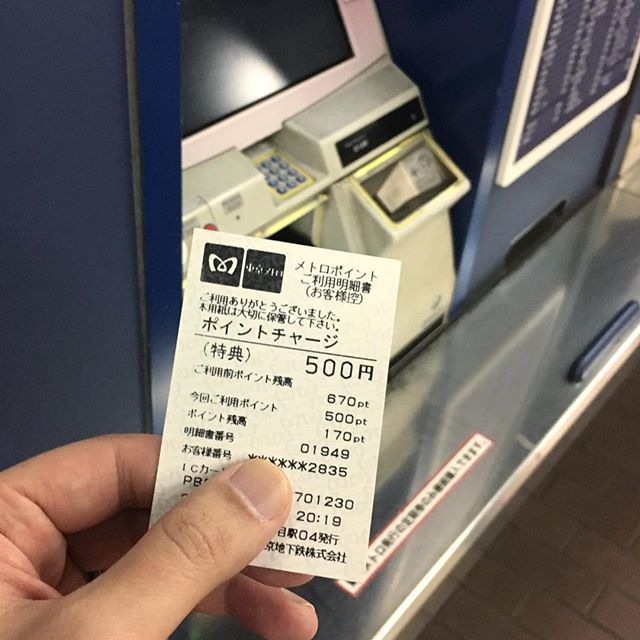 東京メトロ
メトロポイント
ご利用明細書
(お客様控)
ご利用ありがとうございました。
本用紙は大切に保管して下さい。
ポイントチャージ
(特典) 500円
ご利用前ポイント残高 670pt
今回ご利用ポイント 500pt
ポイント残高 170pt
明細書番号 01949
お客様番号 ******2835
ICカー
701230
20:19
目駅04発行
京地下鉄株式会社